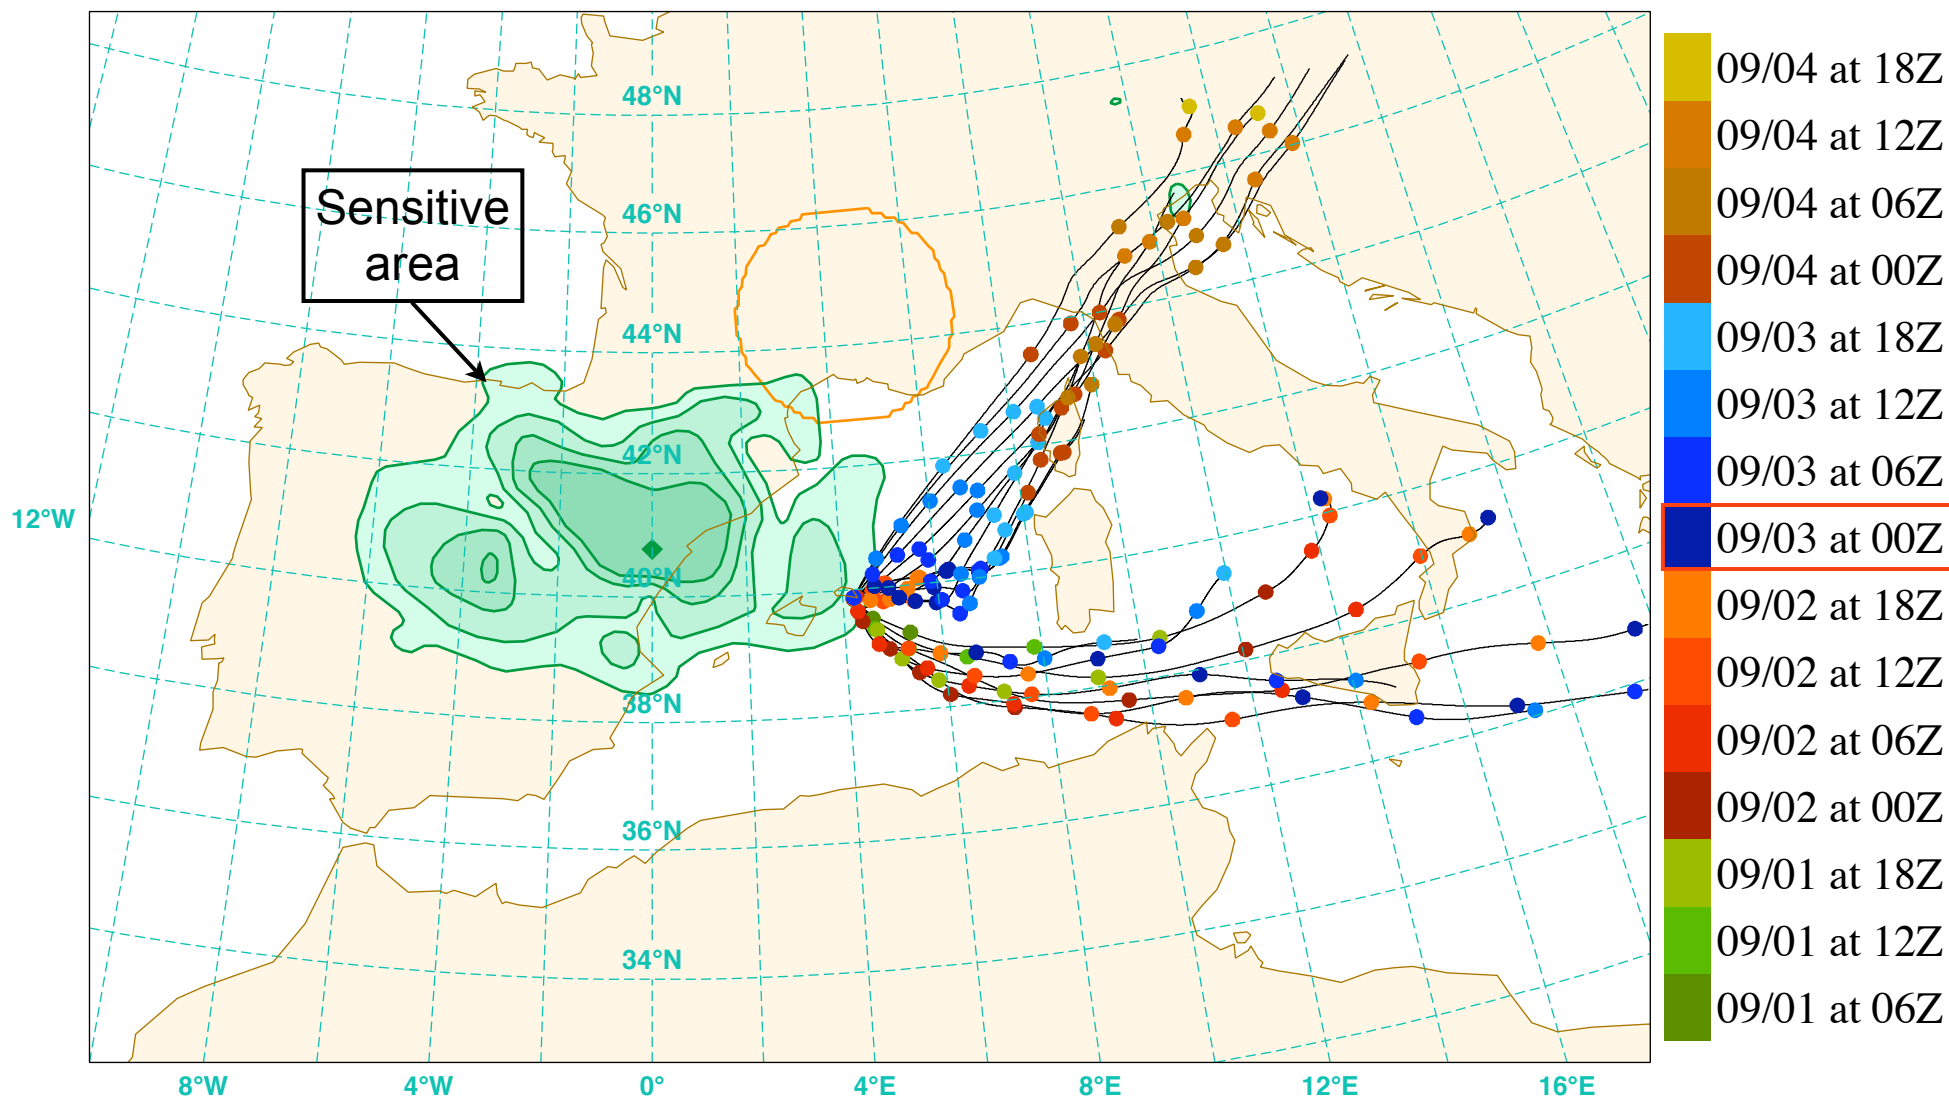 48°N
Sensitive
area
46°N
44°N
42°N
40°N
38°N
36°N
34°N
12°W
8°W
4°W
0°
4°E
8°E
12°E
16°E
09/04 at 18Z
09/04 at 12Z
09/04 at 06Z
09/04 at 00Z
09/03 at 18Z
09/03 at 12Z
09/03 at 06Z
09/03 at 00Z
09/02 at 18Z
09/02 at 12Z
09/02 at 06Z
09/02 at 00Z
09/01 at 18Z
09/01 at 12Z
09/01 at 06Z